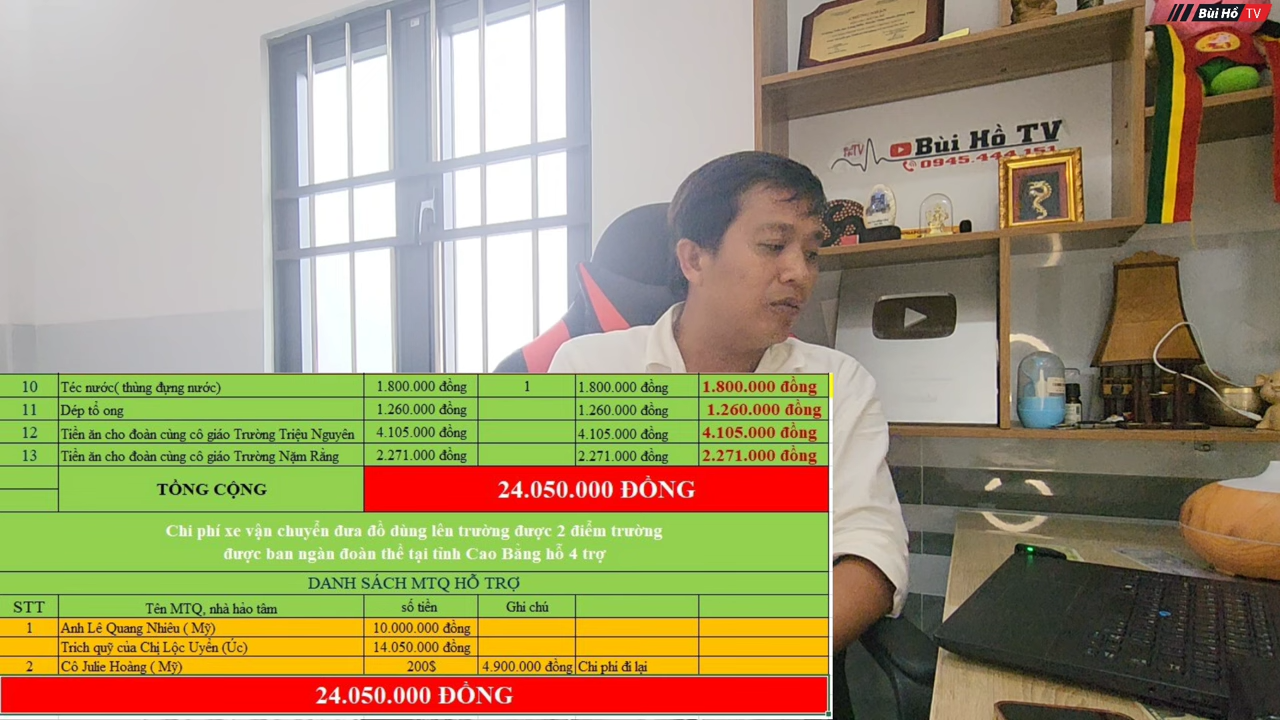 Bùi Hồ TV
TV
Bùi Hồ TV
0945.444.151
10 Téc nước( thùng đựng nước) 1.800.000 đồng 1 1.800.000 đồng 1.800.000 đồng
11 Dép tổ ong 1.260.000 đồng 1.260.000 đồng 1.260.000 đồng
12 Tiền ăn cho đoàn cùng cô giáo Trường Triệu Nguyên 4.105.000 đồng 4.105.000 đồng 4.105.000 đồng
13 Tiền ăn cho đoàn cùng cô giáo Trường Nặm Rằng 2.271.000 đồng 2.271.000 đồng 2.271.000 đồng
TỔNG CỘNG 24.050.000 ĐỒNG
Chi phí xe vận chuyển đưa đồ dùng lên trường được 2 điểm trường
được ban ngàn đoàn thể tại tỉnh Cao Bằng hỗ 4 trợ
DANH SÁCH MTQ HỖ TRỢ
STT Tên MTQ, nhà hảo tâm số tiền Ghi chú
1 Anh Lê Quang Nhiêu ( Mỹ) 10.000.000 đồng
Trich quỹ của Chị Lộc Uyển (Úc) 14.050.000 đồng
2 Cô Julie Hoàng ( Mỹ) 200$ 4.900.000 đồng Chi phí đi lại
24.050.000 ĐỒNG